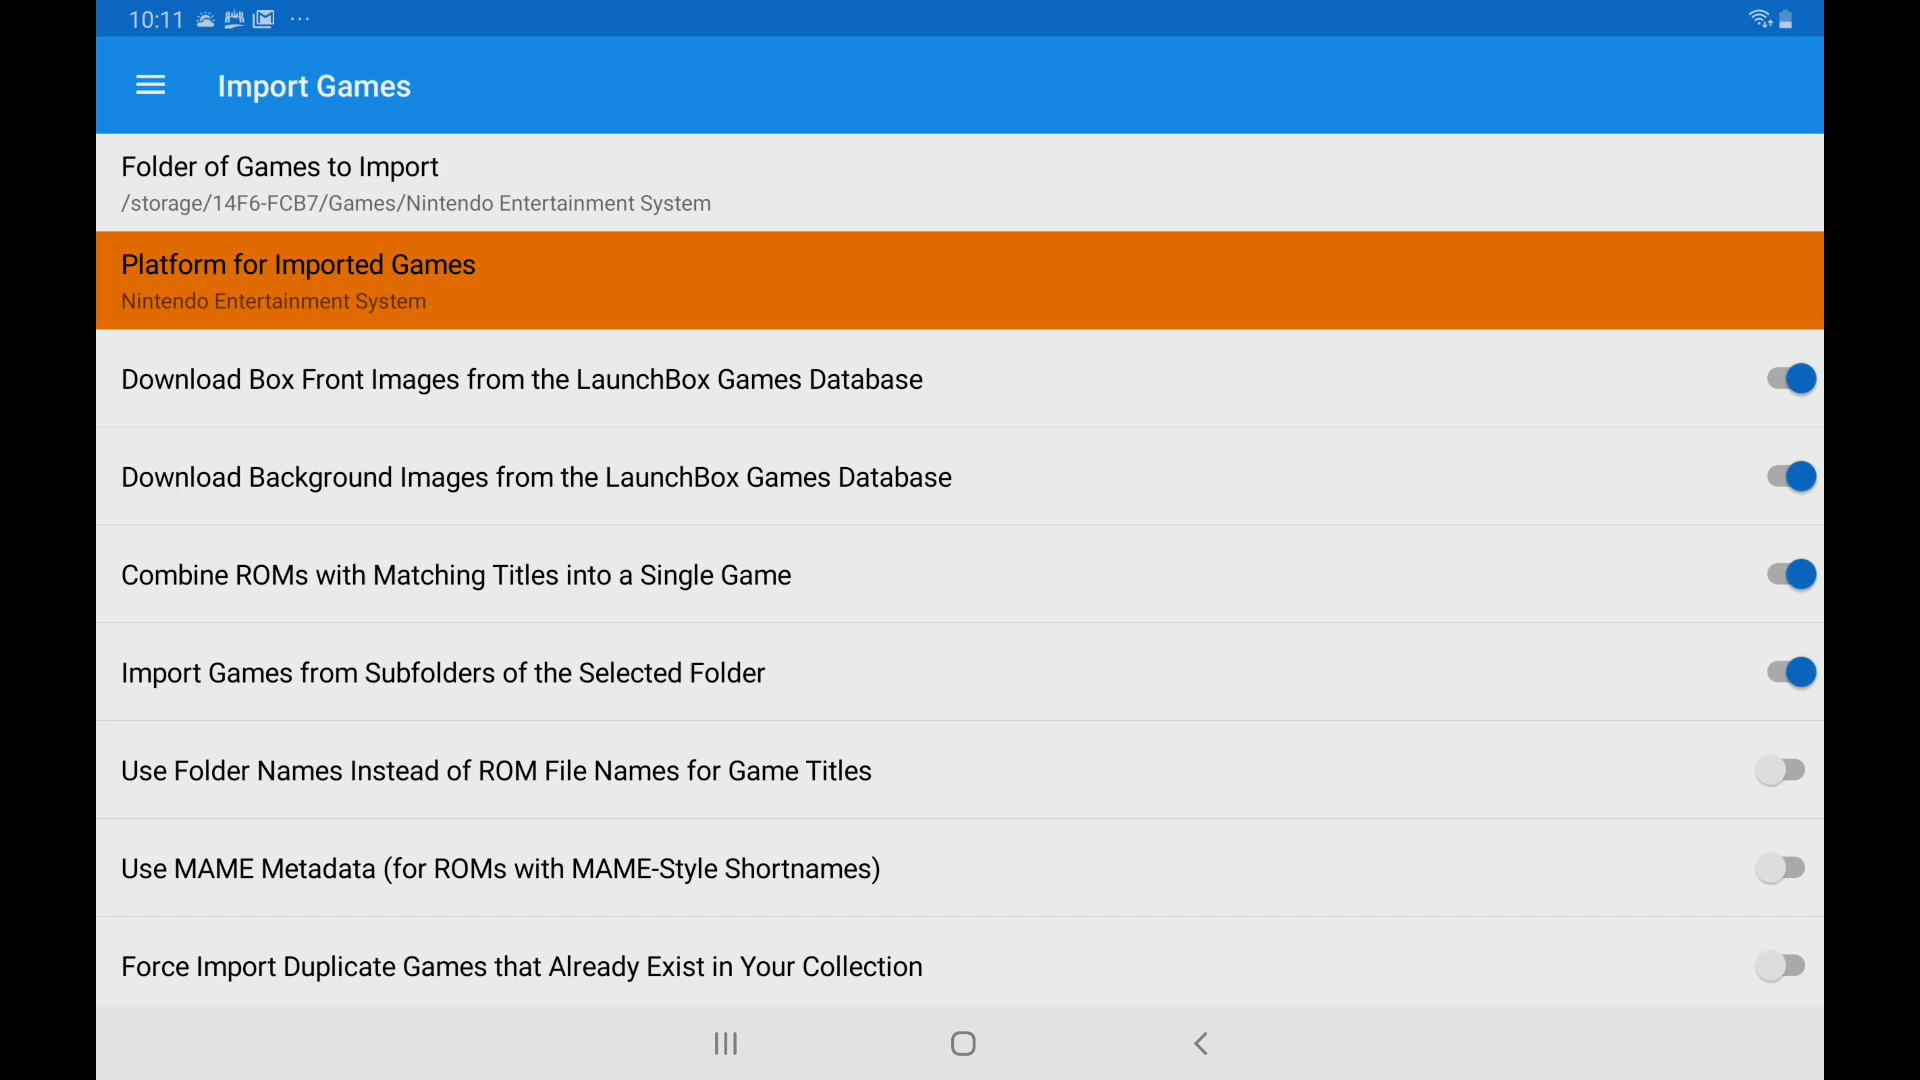 10:11
Import Games
Folder of Games to Import
/storage/14F6-FCB7/Games/Nintendo Entertainment System
Platform for Imported Games
Nintendo Entertainment System
Download Box Front Images from the LaunchBox Games Database
Download Background Images from the LaunchBox Games Database
Combine ROMs with Matching Titles into a Single Game
Import Games from Subfolders of the Selected Folder
Use Folder Names Instead of ROM File Names for Game Titles
Use MAME Metadata (for ROMs with MAME-Style Shortnames)
Force Import Duplicate Games that Already Exist in Your Collection